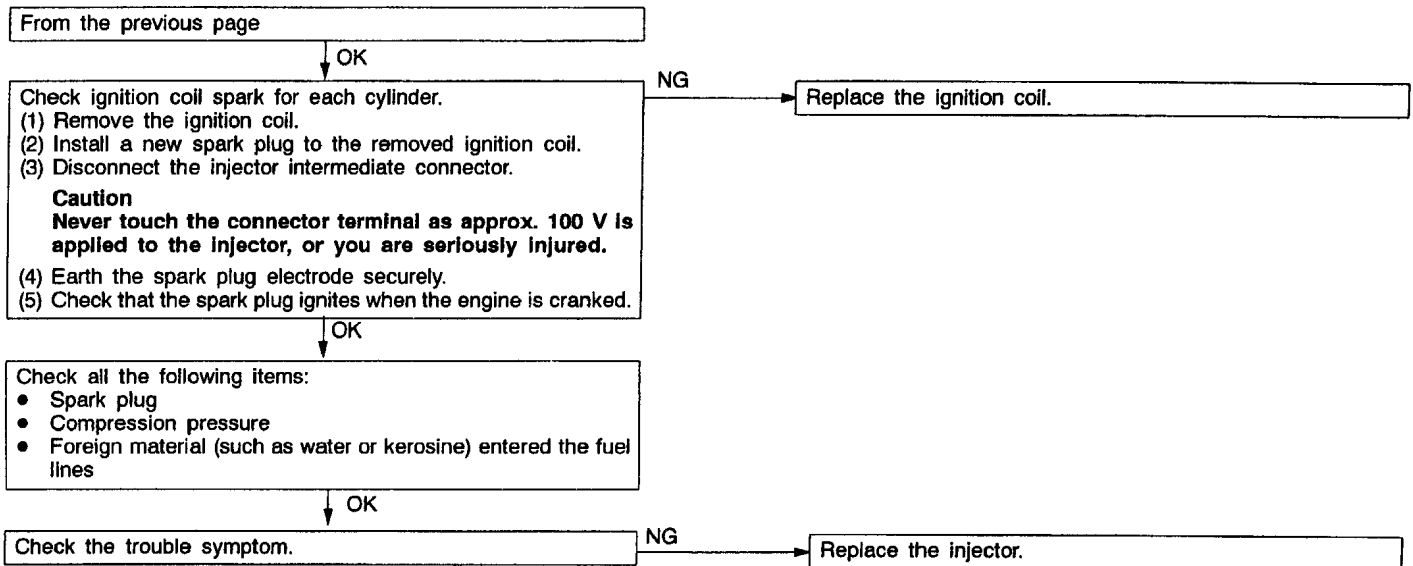 From the previous page
OK
Check ignition coil spark for each cylinder.
(1) Remove the ignition coil.
(2) Install a new spark plug to the removed ignition coil.
(3) Disconnect the injector intermediate connector.
Caution
Never touch the connector terminal as approx. 100 V is
applied to the injector, or you are seriously injured.
(4) Earth the spark plug electrode securely.
(5) Check that the spark plug ignites when the engine is cranked.
NG
Replace the ignition coil.
OK
Check all the following items:
● Spark plug
● Compression pressure
● Foreign material (such as water or kerosine) entered the fuel
lines
OK
Check the trouble symptom.
NG
Replace the injector.